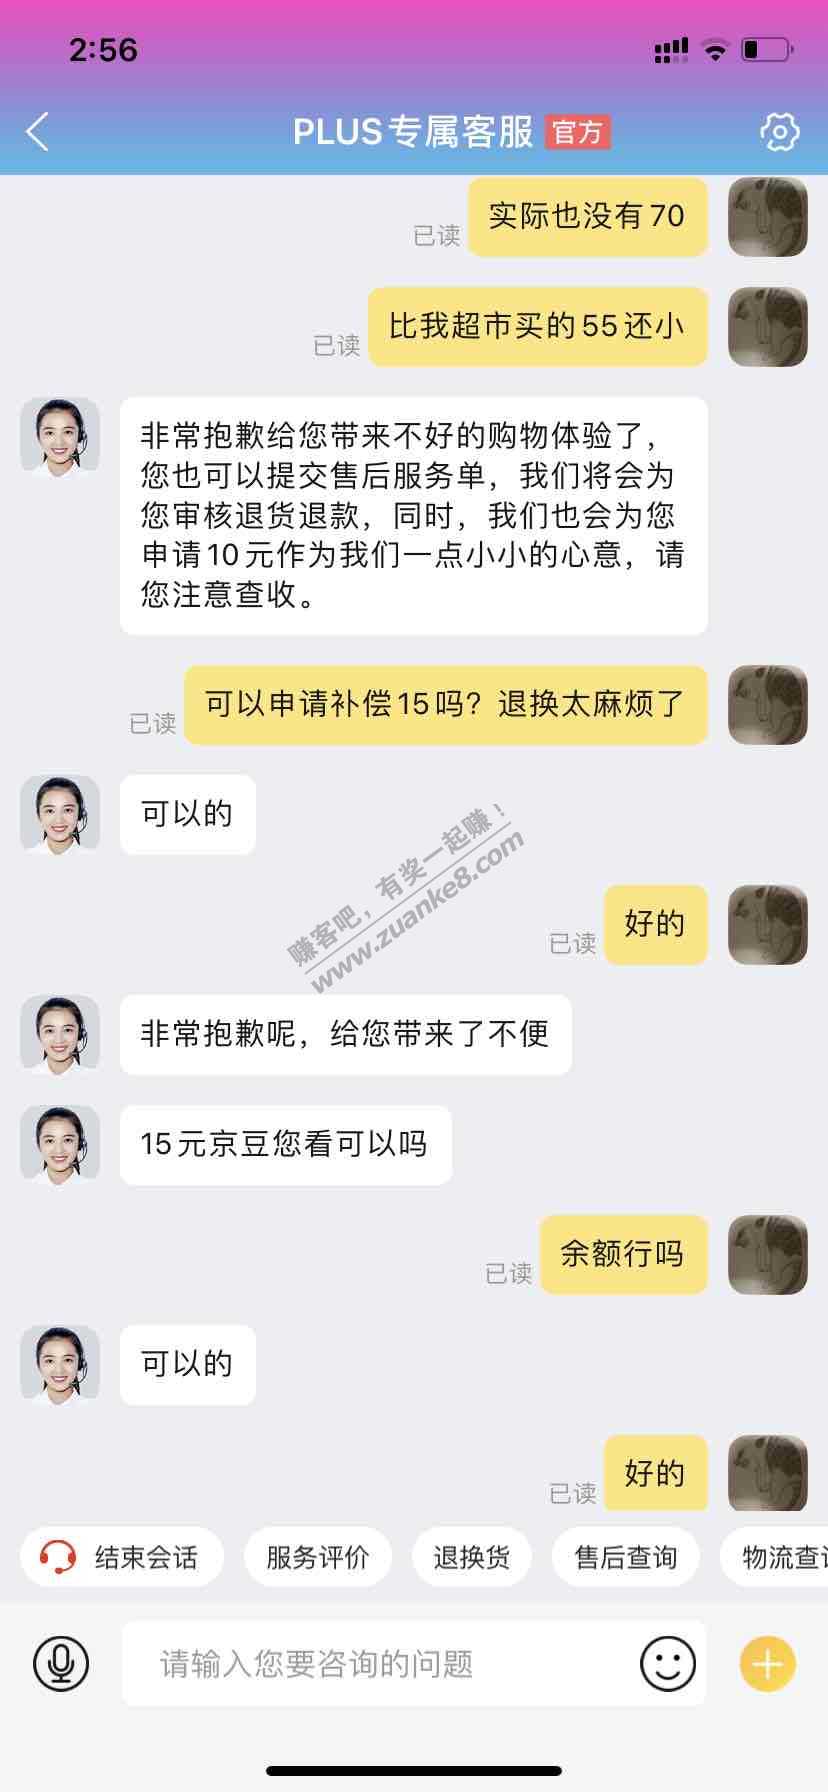 2:56
PLUS专属客服 官方
实际也没有70
已读
比我超市买的55还小
已读
非常抱歉给您带来不好的购物体验了，
您也可以提交售后服务单，我们将会为
您审核退货退款，同时，我们也会为您
申请10元作为我们一点小小的心意，请
您注意查收。
可以申请补偿15吗？退换太麻烦了
已读
可以的
赚客吧，有奖一起赚！
www.zuanke8.com
好的
已读
非常抱歉呢，给您带来了不便
15元京豆您看可以吗
余额行吗
已读
可以的
好的
已读
结束会话 服务评价 退换货 售后查询 物流查
请输入您要咨询的问题